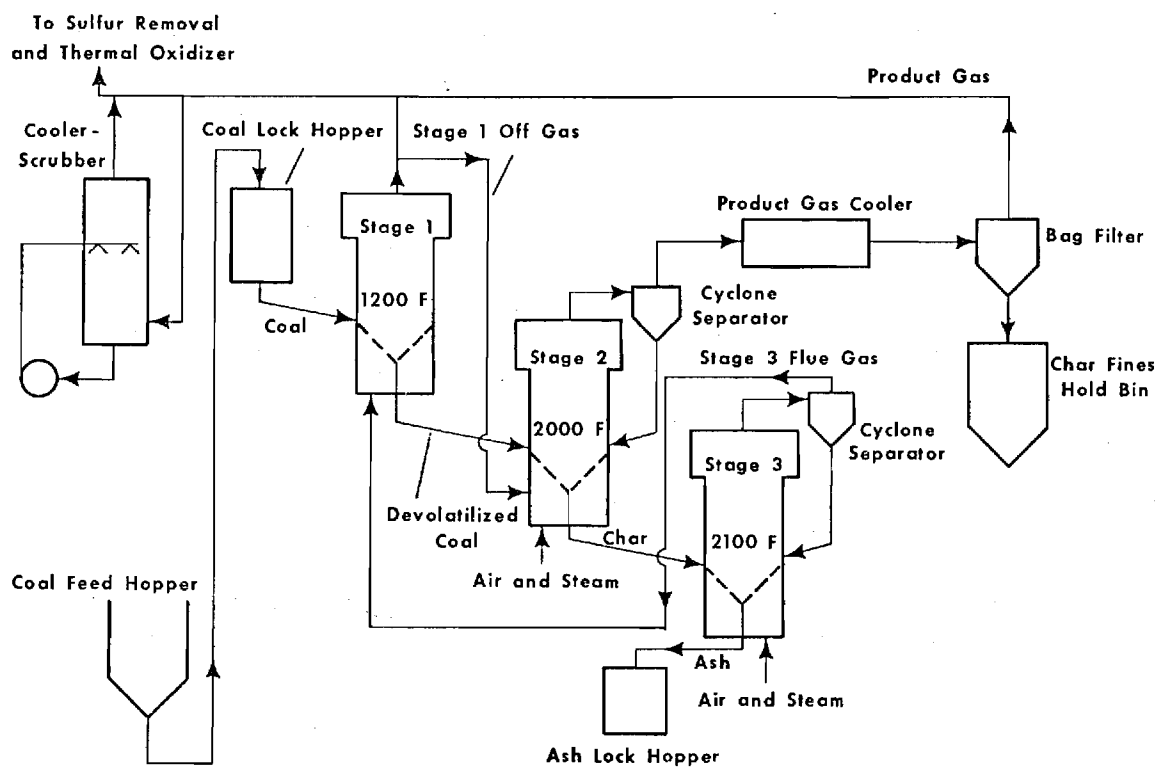 To Sulfur Removal
and Thermal Oxidizer
Product Gas
Cooler-
Scrubber
Coal Lock Hopper
Stage 1 Off Gas
Stage 1
Product Gas Cooler
Bag Filter
1200 F
Coal
Cyclone
Separator
Stage 2
Stage 3 Flue Gas
Char Fines
Hold Bin
2000 F
Cyclone
Separator
Stage 3
Devolatilized
Coal
Char
2100 F
Air and Steam
Coal Feed Hopper
Ash
Air and Steam
Ash Lock Hopper